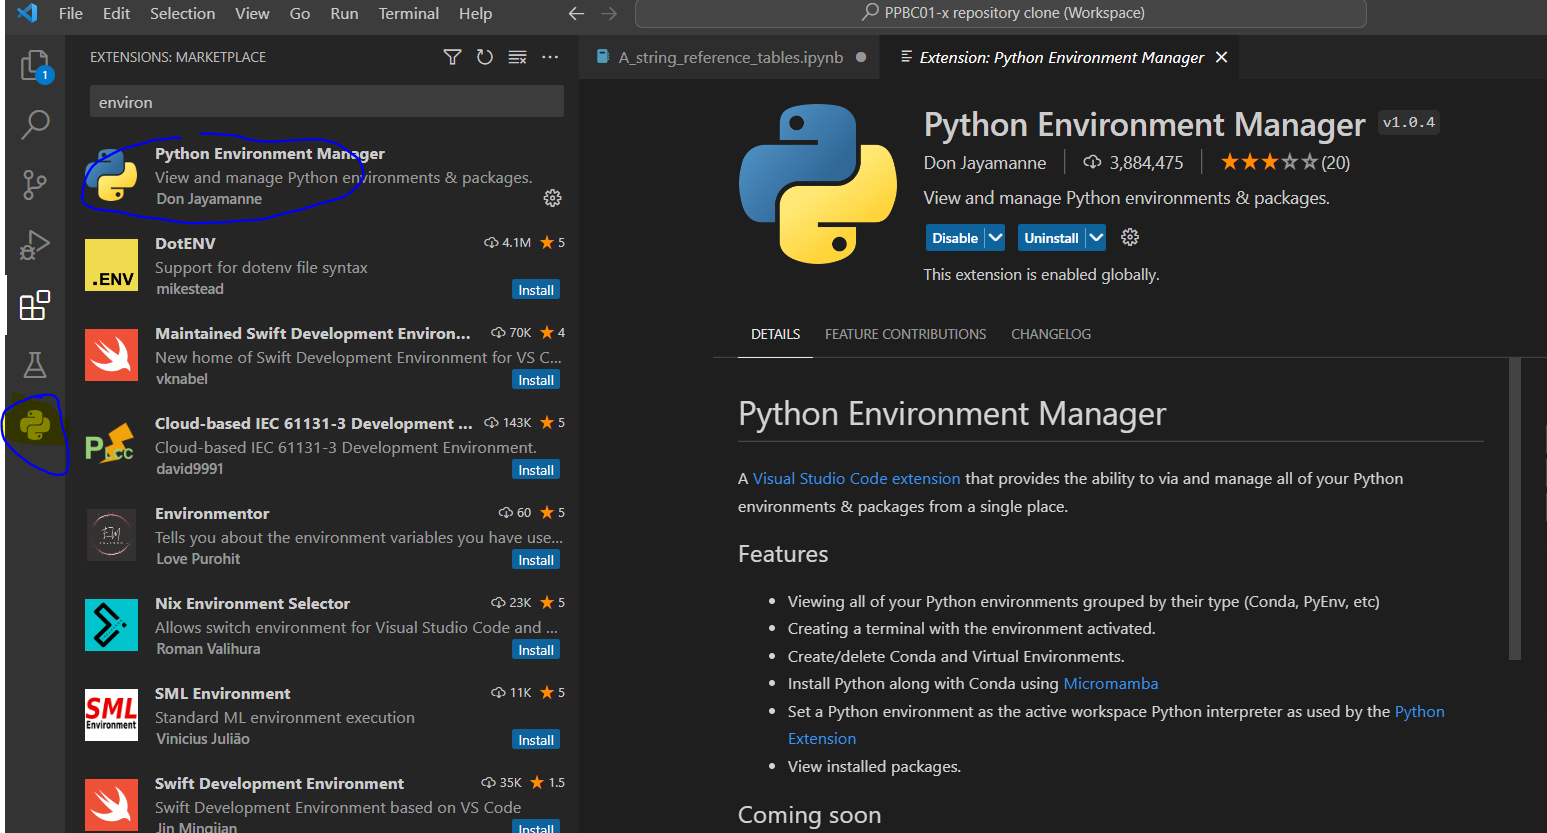 File Edit Selection View Go Run Terminal Help
PPBC01-x repository clone (Workspace)
1
EXTENSIONS: MARKETPLACE
environ
Python Environment Manager
View and manage Python environments & packages.
Don Jayamanne
DotENV 4.1M 5
Support for dotenv file syntax
mikestead Install
.ENV
Maintained Swift Development Environ... 70K 4
New home of Swift Development Environment for VS C...
vknabel Install
Cloud-based IEC 61131-3 Development ... 143K 5
Cloud-based IEC 61131-3 Development Environment.
david9991 Install
Environmentor 60 5
Tells you about the environment variables you have use...
Love Purohit Install
Nix Environment Selector 23K 5
Allows switch environment for Visual Studio Code and ...
Roman Valihura Install
SML Environment 11K 5
Standard ML environment execution
Vinicius Julião Install
SML
Environment
Swift Development Environment 35K 1.5
Swift Development Environment based on VS Code
Jin Mingjian Install
A_string_reference_tables.ipynb
Extension: Python Environment Manager
Python Environment Manager v1.0.4
Don Jayamanne 3,884,475 (20)
View and manage Python environments & packages.
Disable Uninstall
This extension is enabled globally.
DETAILS FEATURE CONTRIBUTIONS CHANGELOG
Python Environment Manager
A Visual Studio Code extension that provides the ability to via and manage all of your Python
environments & packages from a single place.
Features
• Viewing all of your Python environments grouped by their type (Conda, PyEnv, etc)
• Creating a terminal with the environment activated.
• Create/delete Conda and Virtual Environments.
• Install Python along with Conda using Micromamba
• Set a Python environment as the active workspace Python interpreter as used by the Python
Extension
• View installed packages.
Coming soon